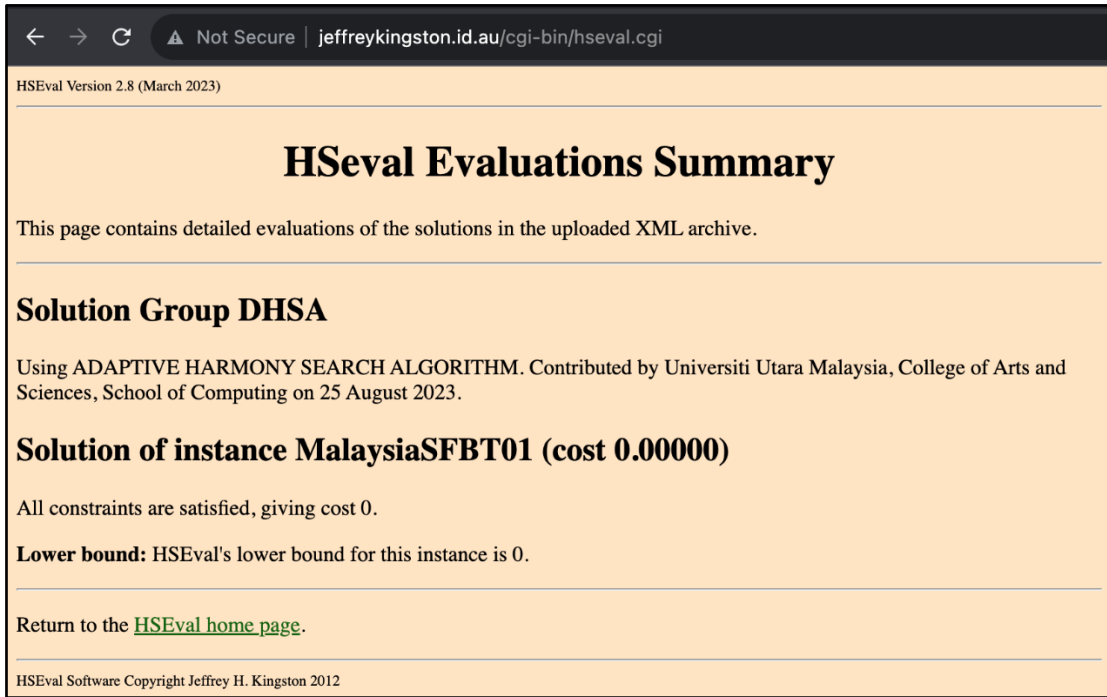 Not Secure | jeffreykingston.id.au/cgi-bin/hseval.cgi
HSEval Version 2.8 (March 2023)
HSeval Evaluations Summary
This page contains detailed evaluations of the solutions in the uploaded XML archive.
Solution Group DHSA
Using ADAPTIVE HARMONY SEARCH ALGORITHM. Contributed by Universiti Utara Malaysia, College of Arts and
Sciences, School of Computing on 25 August 2023.
Solution of instance MalaysiaSFBT01 (cost 0.00000)
All constraints are satisfied, giving cost 0.
Lower bound: HSEval's lower bound for this instance is 0.
Return to the HSEval home page.
HSEval Software Copyright Jeffrey H. Kingston 2012